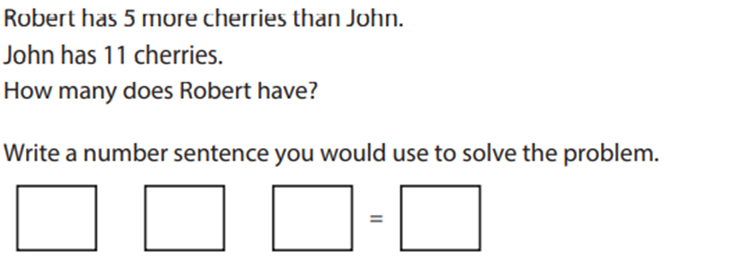 Robert has 5 more cherries than John.
John has 11 cherries.
How many does Robert have?
Write a number sentence you would use to solve the problem.
=